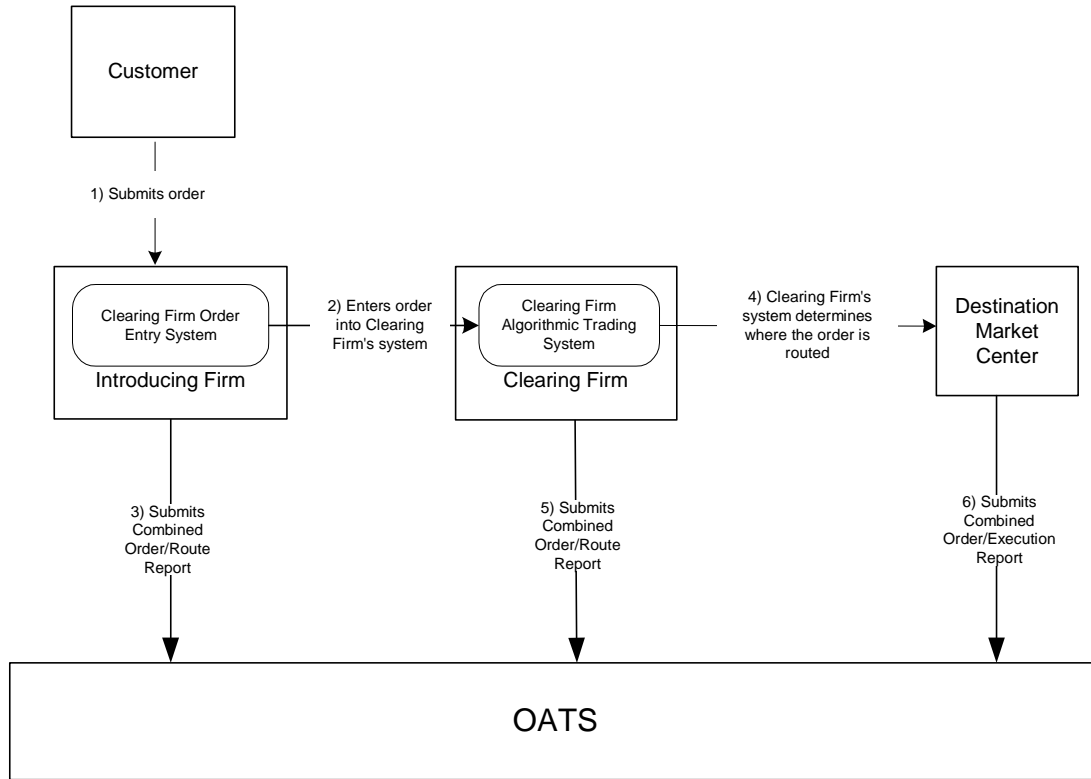 Customer
1) Submits order
Clearing Firm Order
Entry System
Introducing Firm
2) Enters order
into Clearing
Firm's system
Clearing Firm
Algorithmic Trading
System
Clearing Firm
4) Clearing Firm's
system determines
where the order is
routed
Destination
Market
Center
3) Submits
Combined
Order/Route
Report
5) Submits
Combined
Order/Route
Report
6) Submits
Combined
Order/Execution
Report
OATS